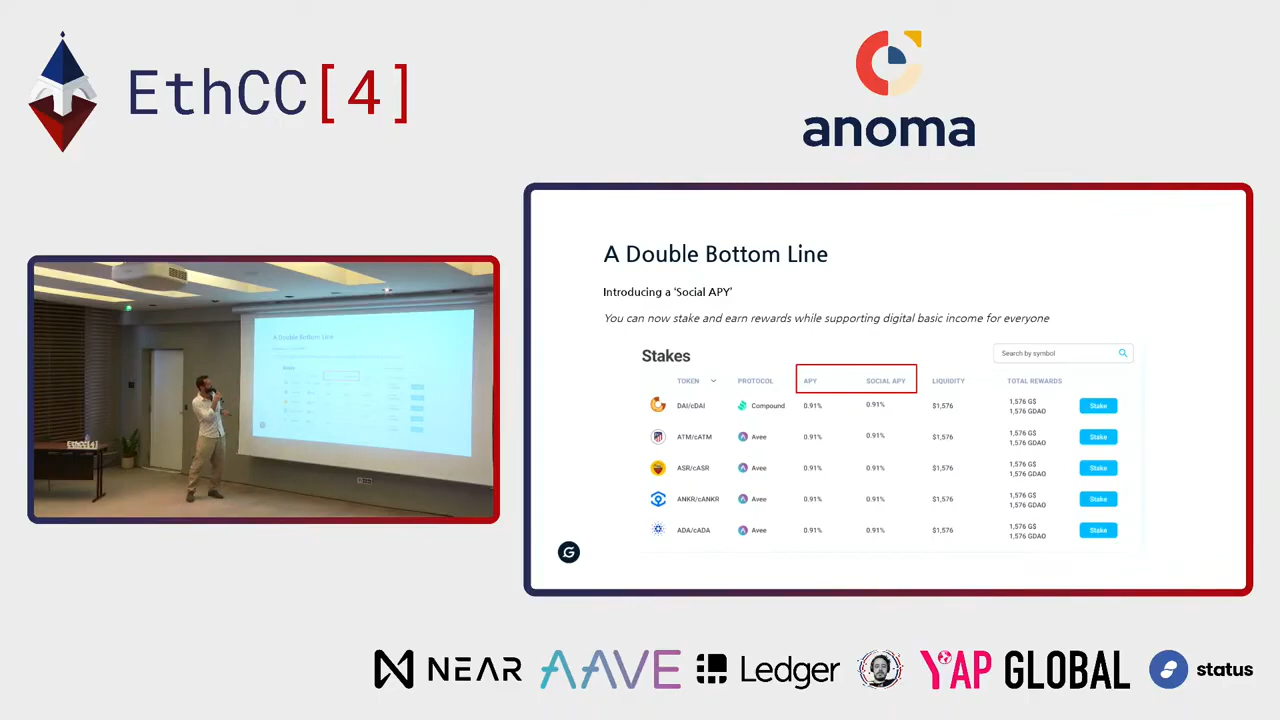 EthCC[4]
anoma
A Double Bottom Line
Introducing a ‘Social APY’
You can now stake and earn rewards while supporting digital basic income for everyone
Stakes
Search by symbol
TOKEN PROTOCOL APY SOCIAL APY LIQUIDITY TOTAL REWARDS
DAI/cDAI Compound 0.91% 0.91% $1,576 1,576 G$ Stake
1,576 GDAO
ATM/cATM Avee 0.91% 0.91% $1,576 1,576 G$ Stake
1,576 GDAO
ASR/cASR Avee 0.91% 0.91% $1,576 1,576 G$ Stake
1,576 GDAO
ANKR/cANKR Avee 0.91% 0.91% $1,576 1,576 G$ Stake
1,576 GDAO
ADA/cADA Avee 0.91% 0.91% $1,576 1,576 G$ Stake
1,576 GDAO
A Double Bottom Line
Stakes
EthCC[4]
NEAR AAVE Ledger YAP GLOBAL status